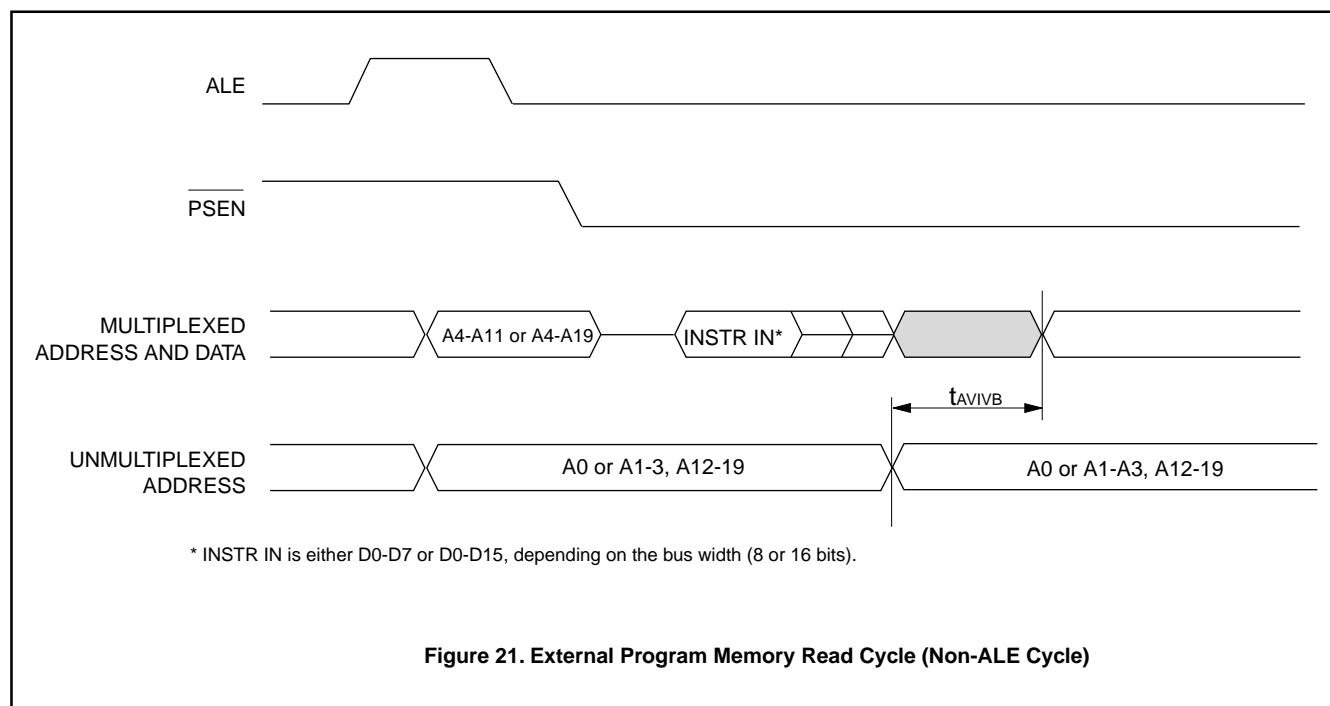 ALE
PSEN
MULTIPLEXED
ADDRESS AND DATA
A4-A11 or A4-A19
INSTR IN*
tAVIVB
UNMULTIPLEXED
ADDRESS
A0 or A1-3, A12-19
A0 or A1-A3, A12-19
* INSTR IN is either D0-D7 or D0-D15, depending on the bus width (8 or 16 bits).
Figure 21. External Program Memory Read Cycle (Non-ALE Cycle)